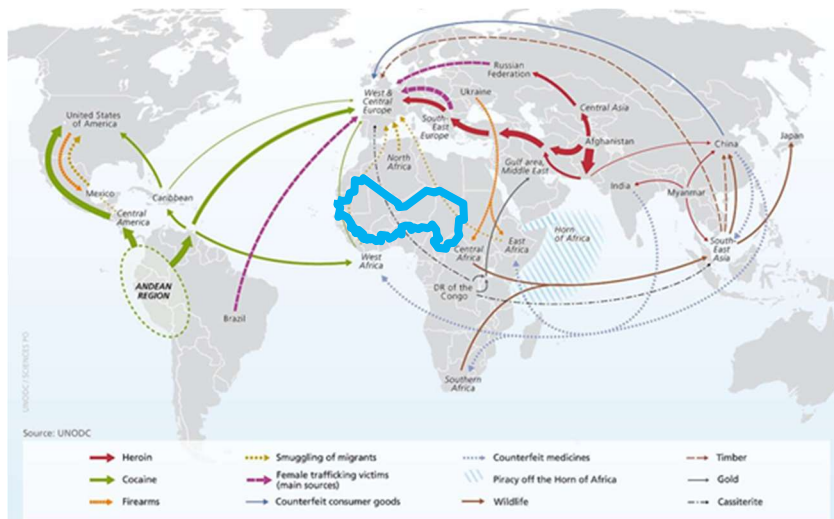 Russian
Federation
West &
Central
Europe
Ukraine
United States
of America
South-
East
Europe
Central Asia
Japan
China
Afghanistan
North
Africa
Gulf area,
Middle East
Mexico
Caribbean
India
Myanmar
Central
America
Horn
of Africa
West
Africa
Central
Africa
East
Africa
South-
East
Asia
ANDEAN
REGION
DR of the
Congo
Brazil
Southern
Africa
UNODC/ SCIENCES PO
Source: UNODC
Heroin
Smuggling of migrants
Counterfeit medicines
Timber
Cocaine
Female trafficking victims
(main sources)
Piracy off the Horn of Africa
Gold
Firearms
Counterfeit consumer goods
Wildlife
Cassiterite